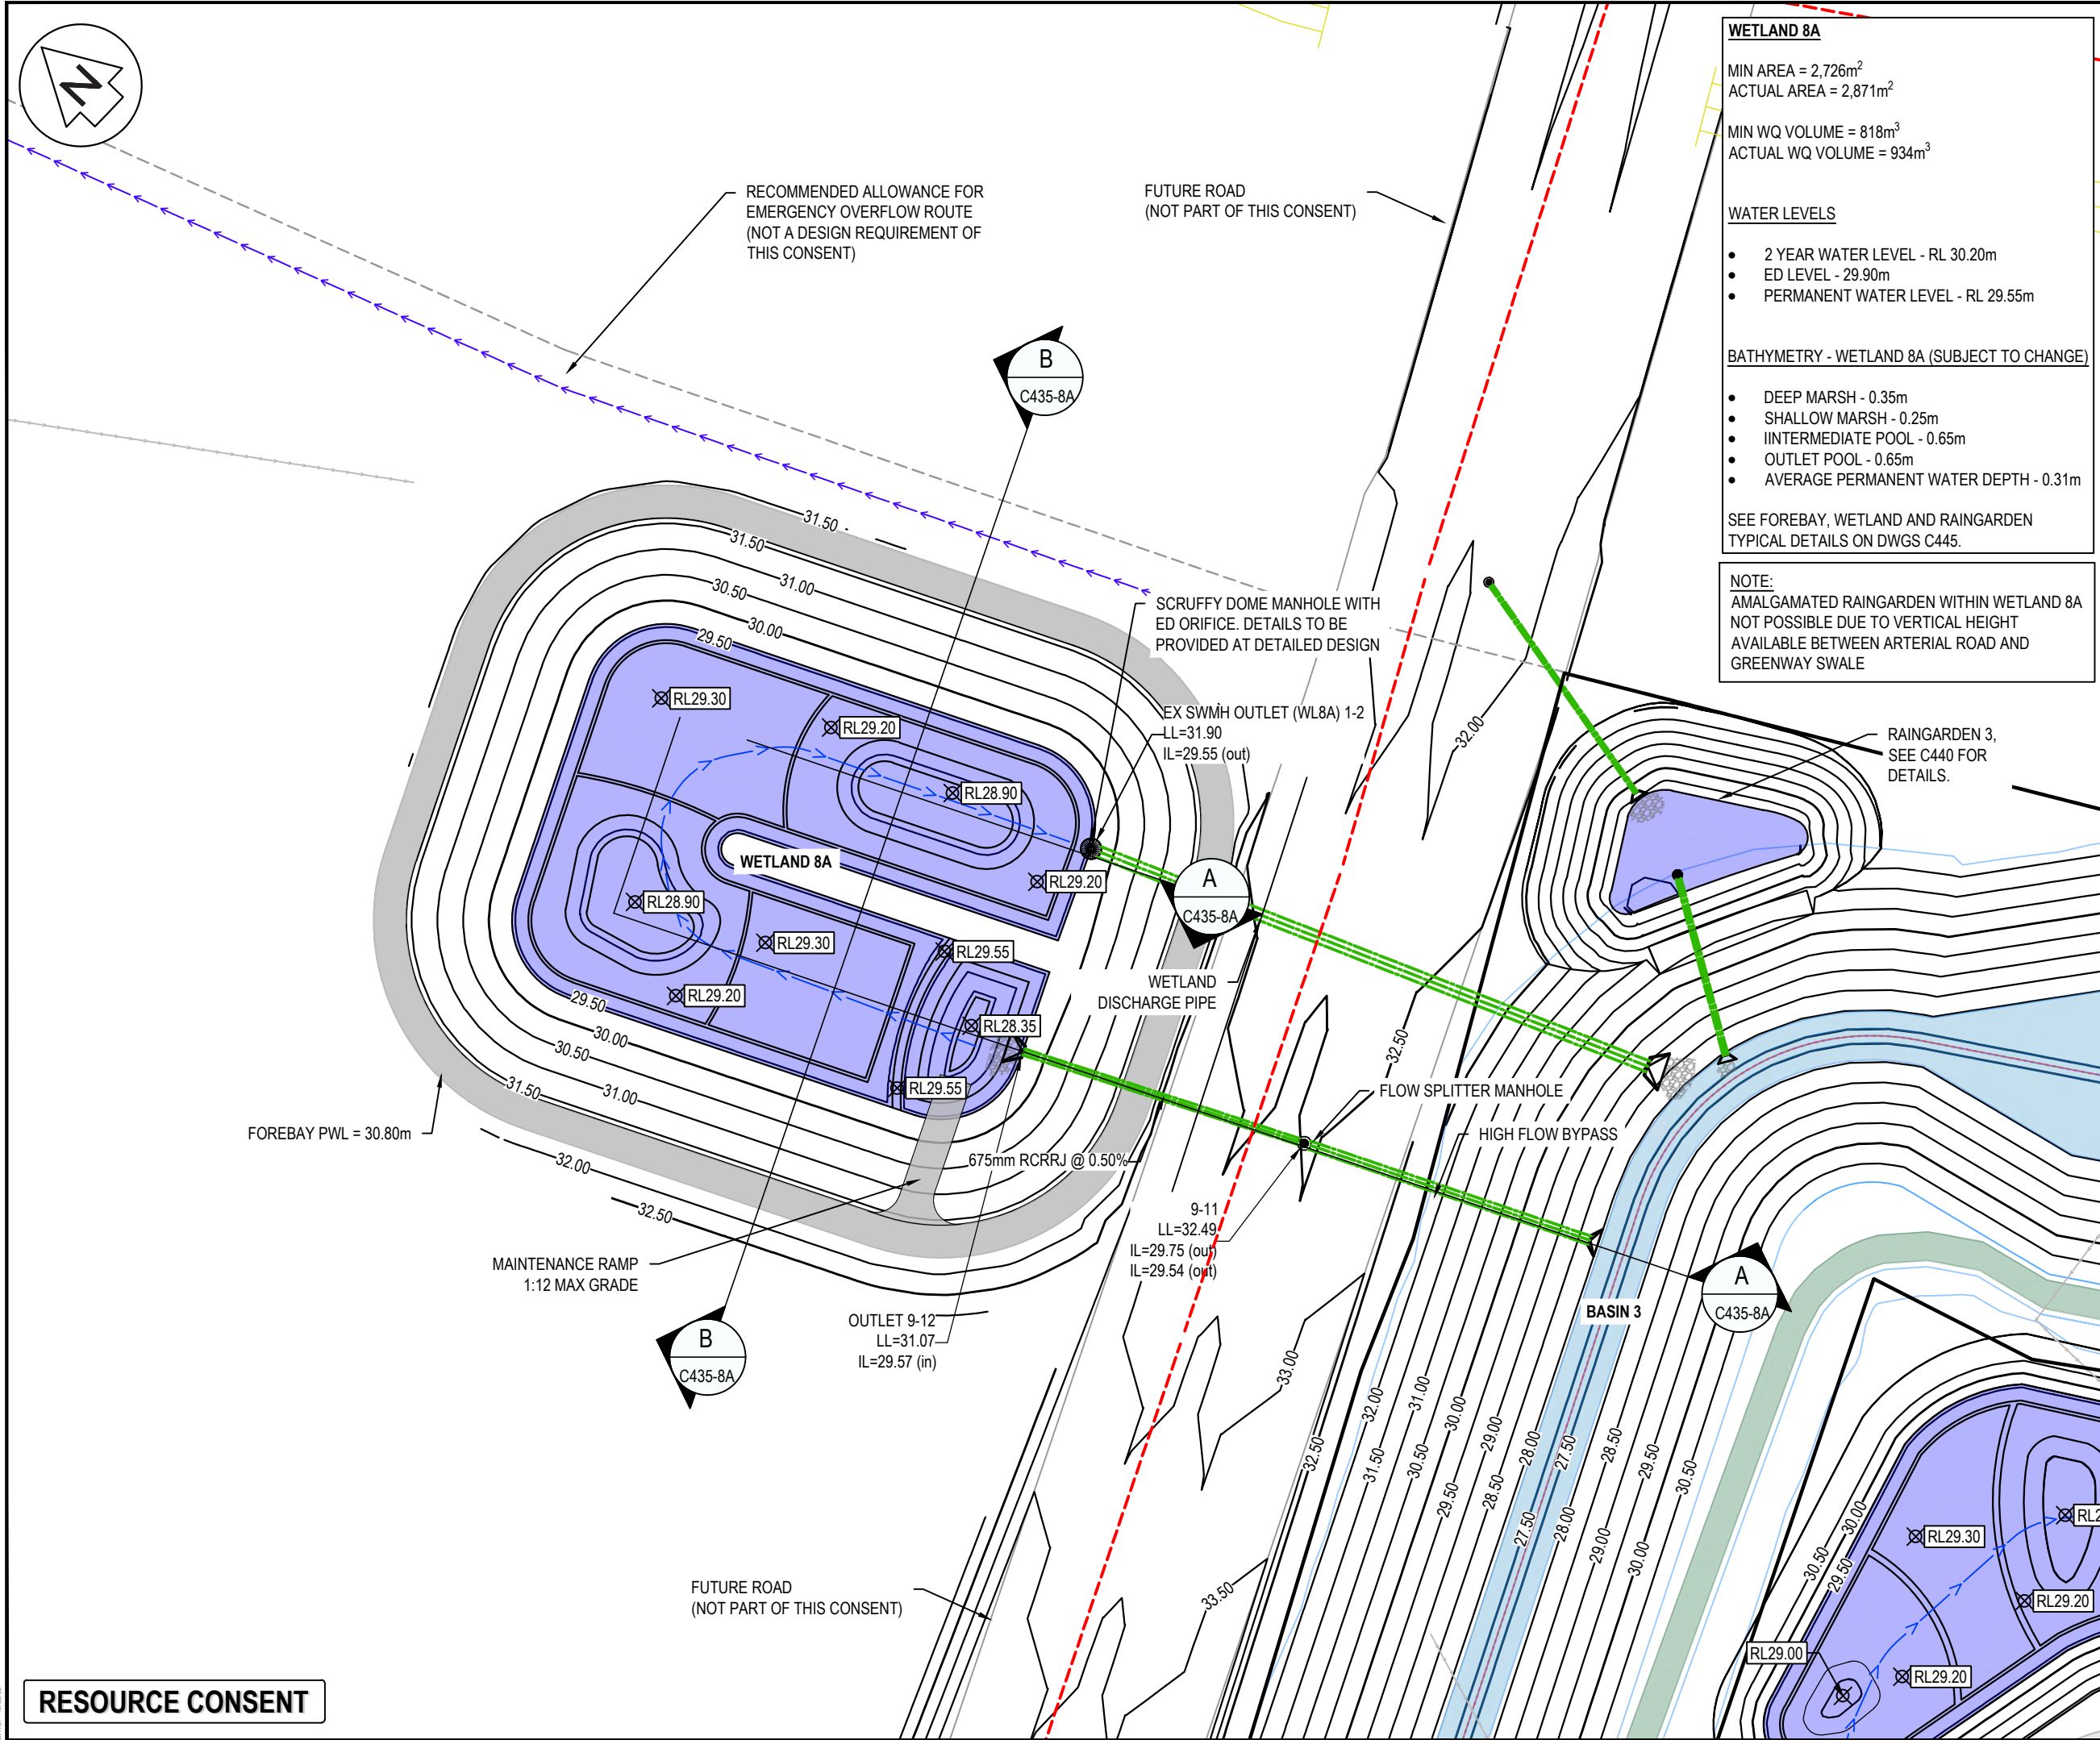 N
RECOMMENDED ALLOWANCE FOR
EMERGENCY OVERFLOW ROUTE
(NOT A DESIGN REQUIREMENT OF
THIS CONSENT)
FUTURE ROAD
(NOT PART OF THIS CONSENT)
WETLAND 8A
MIN AREA = 2,726m²
ACTUAL AREA = 2,871m²
MIN WQ VOLUME = 818m³
ACTUAL WQ VOLUME = 934m³
WATER LEVELS
• 2 YEAR WATER LEVEL - RL 30.20m
• ED LEVEL - 29.90m
• PERMANENT WATER LEVEL - RL 29.55m
BATHYMETRY - WETLAND 8A (SUBJECT TO CHANGE)
• DEEP MARSH - 0.35m
• SHALLOW MARSH - 0.25m
• IINTERMEDIATE POOL - 0.65m
• OUTLET POOL - 0.65m
• AVERAGE PERMANENT WATER DEPTH - 0.31m
SEE FOREBAY, WETLAND AND RAINGARDEN
TYPICAL DETAILS ON DWGS C445.
NOTE:
AMALGAMATED RAINGARDEN WITHIN WETLAND 8A
NOT POSSIBLE DUE TO VERTICAL HEIGHT
AVAILABLE BETWEEN ARTERIAL ROAD AND
GREENWAY SWALE
B
C435-8A
31.50
31.50
31.00
30.50
30.00
29.50
SCRUFFY DOME MANHOLE WITH
ED ORIFICE. DETAILS TO BE
PROVIDED AT DETAILED DESIGN
EX SWMH OUTLET (WL8A) 1-2
LL=31.90
IL=29.55 (out)
32.00
RAINGARDEN 3,
SEE C440 FOR
DETAILS.
RL29.30
RL29.20
RL28.90
WETLAND 8A
RL29.20
A
C435-8A
RL28.90
RL29.30
RL29.55
RL29.20
RL28.35
RL29.55
WETLAND
DISCHARGE PIPE
32.50
29.50
30.00
30.50
31.00
31.50
32.00
32.50
FOREBAY PWL = 30.80m
FLOW SPLITTER MANHOLE
HIGH FLOW BYPASS
675mm RCRRJ @ 0.50%
9-11
LL=32.49
IL=29.75 (out)
IL=29.54 (out)
MAINTENANCE RAMP
1:12 MAX GRADE
OUTLET 9-12
LL=31.07
IL=29.57 (in)
B
C435-8A
A
C435-8A
BASIN 3
33.00
32.50
32.00
31.50
31.00
30.50
30.00
29.50
29.00
28.50
28.00
27.50
27.50
28.00
28.50
29.00
29.50
30.00
30.50
33.50
FUTURE ROAD
(NOT PART OF THIS CONSENT)
30.50
29.50
30.00
RL29.30
RL29.20
RL29.00
RL29.20
RESOURCE CONSENT